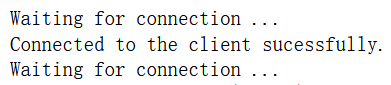 Waiting for connection ...
Connected to the client sucessfully.
Waiting for connection ...